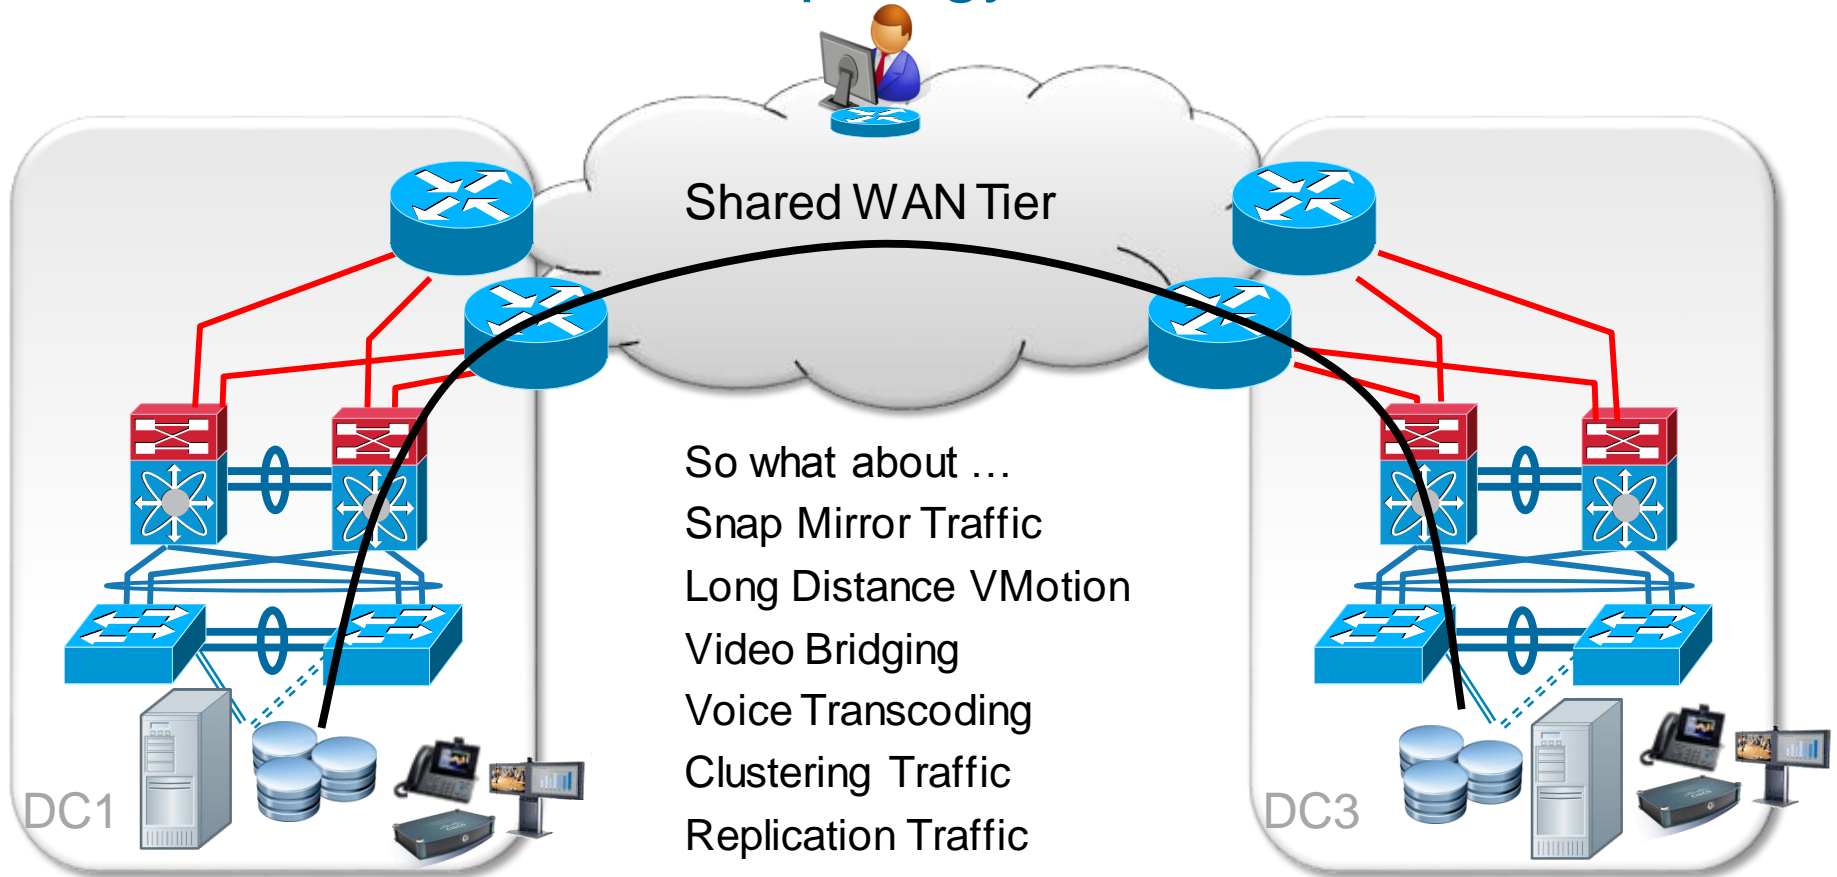 Shared WAN Tier
So what about …
Snap Mirror Traffic
Long Distance VMotion
Video Bridging
Voice Transcoding
Clustering Traffic
Replication Traffic
DC1
DC3